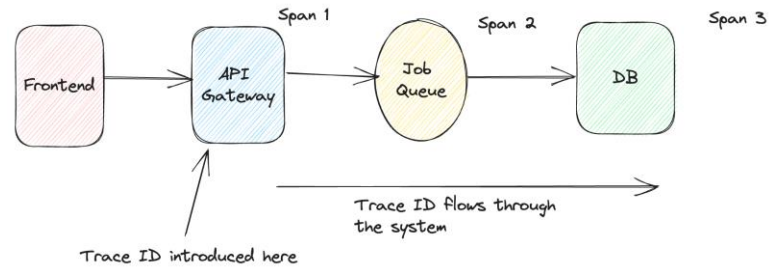 Span 1
Span 2
Span 3
Frontend
API
Gateway
Job
Queue
DB
Trace ID flows through
the system
Trace ID introduced here